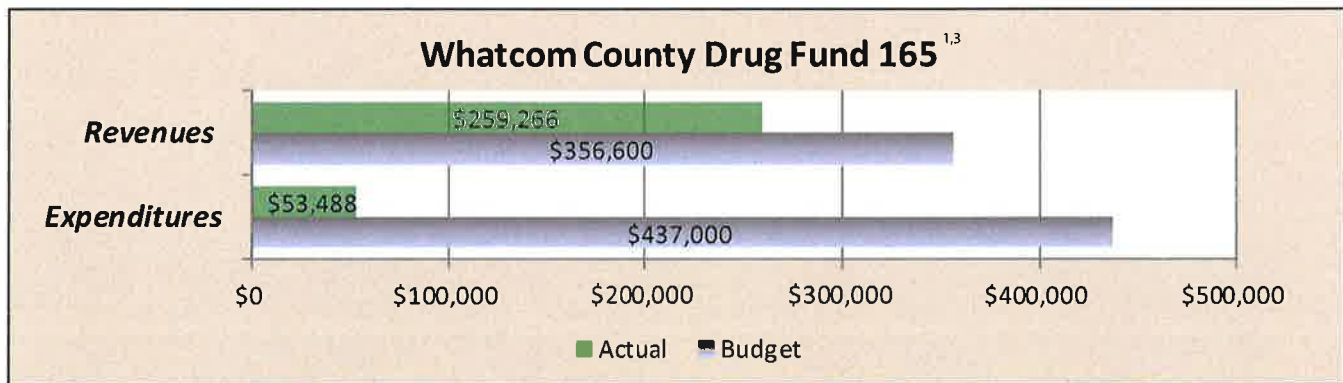 Whatcom County Drug Fund 165 1,3
Revenues
$259,266
$356,600
Expenditures
$53,488
$437,000
$0 $100,000 $200,000 $300,000 $400,000 $500,000
Actual Budget